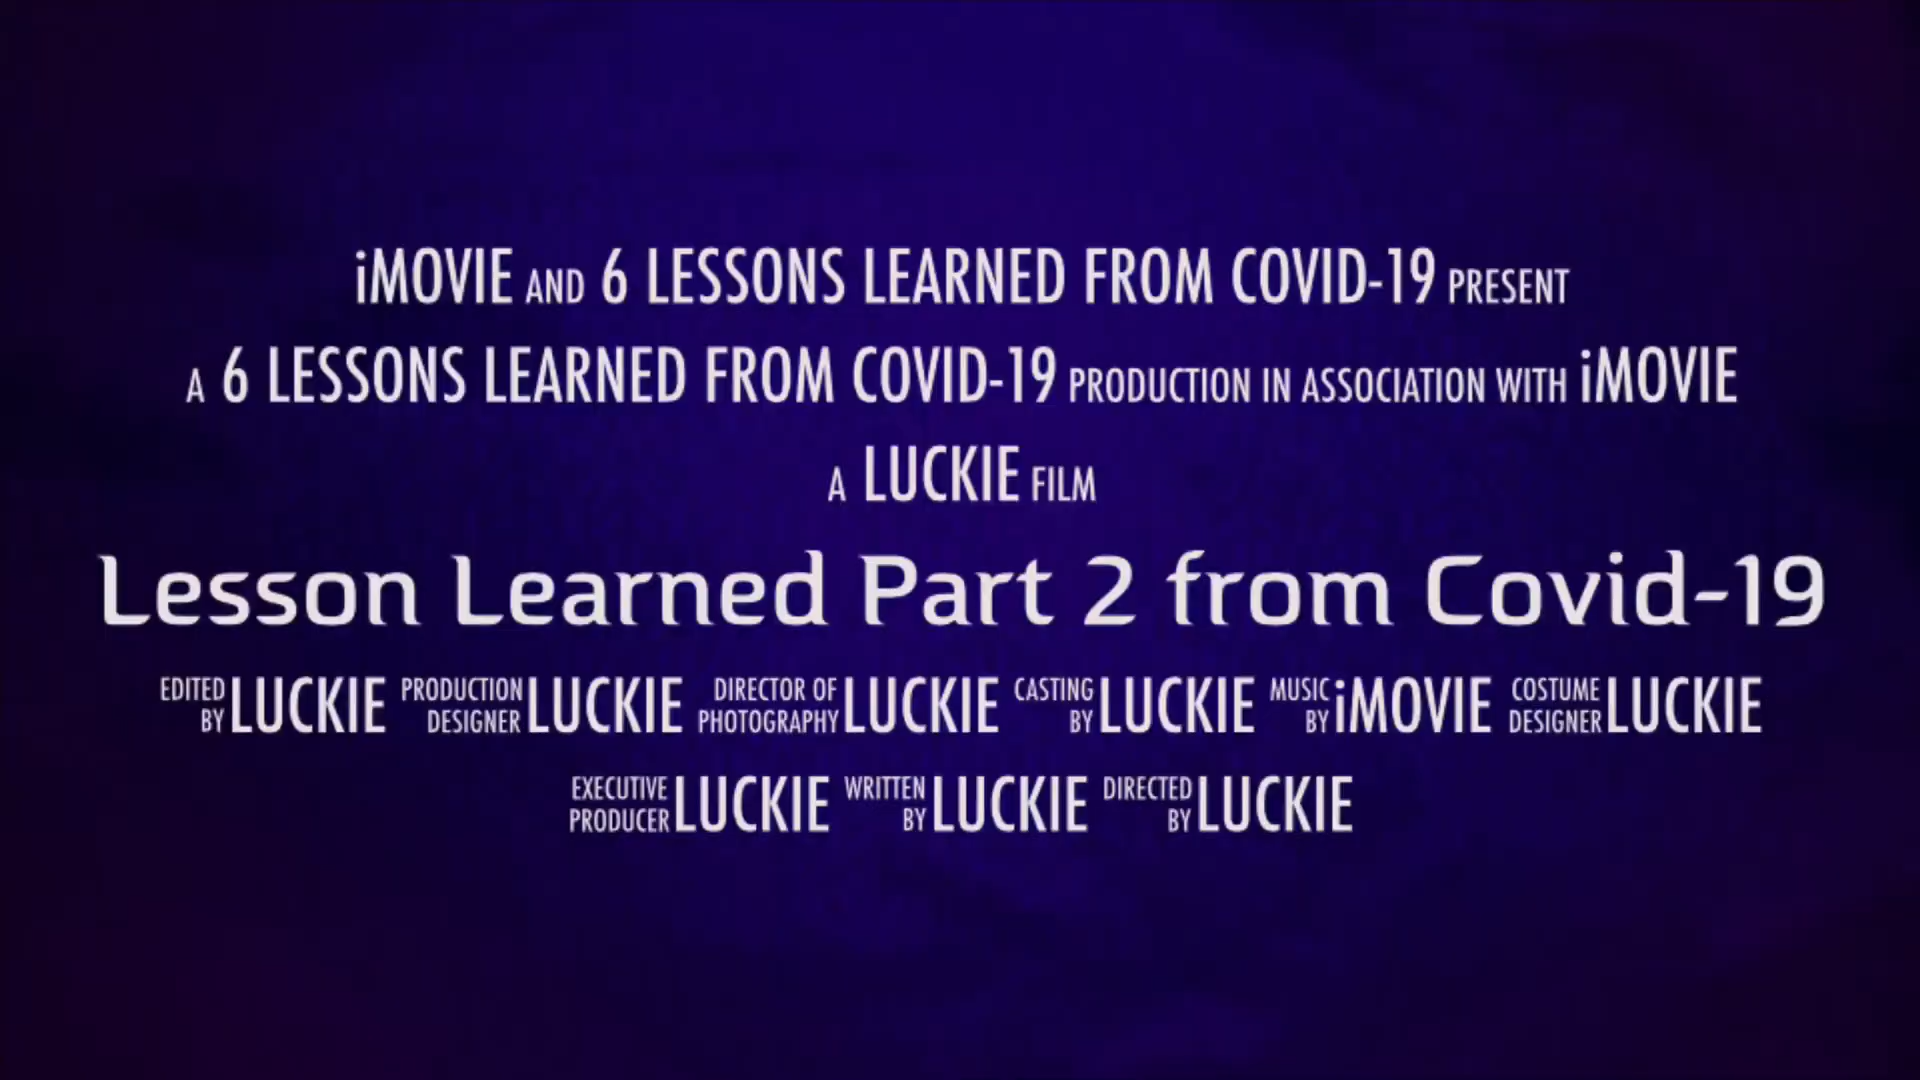 iMOVIE AND 6 LESSONS LEARNED FROM COVID-19 PRESENT
A 6 LESSONS LEARNED FROM COVID-19 PRODUCTION IN ASSOCIATION WITH iMOVIE
A LUCKIE FILM
Lesson Learned Part 2 from Covid-19
EDITED BY LUCKIE PRODUCTION DESIGNER LUCKIE DIRECTOR OF PHOTOGRAPHY LUCKIE CASTING BY LUCKIE MUSIC BY iMOVIE COSTUME DESIGNER LUCKIE
EXECUTIVE PRODUCER LUCKIE WRITTEN BY LUCKIE DIRECTED BY LUCKIE